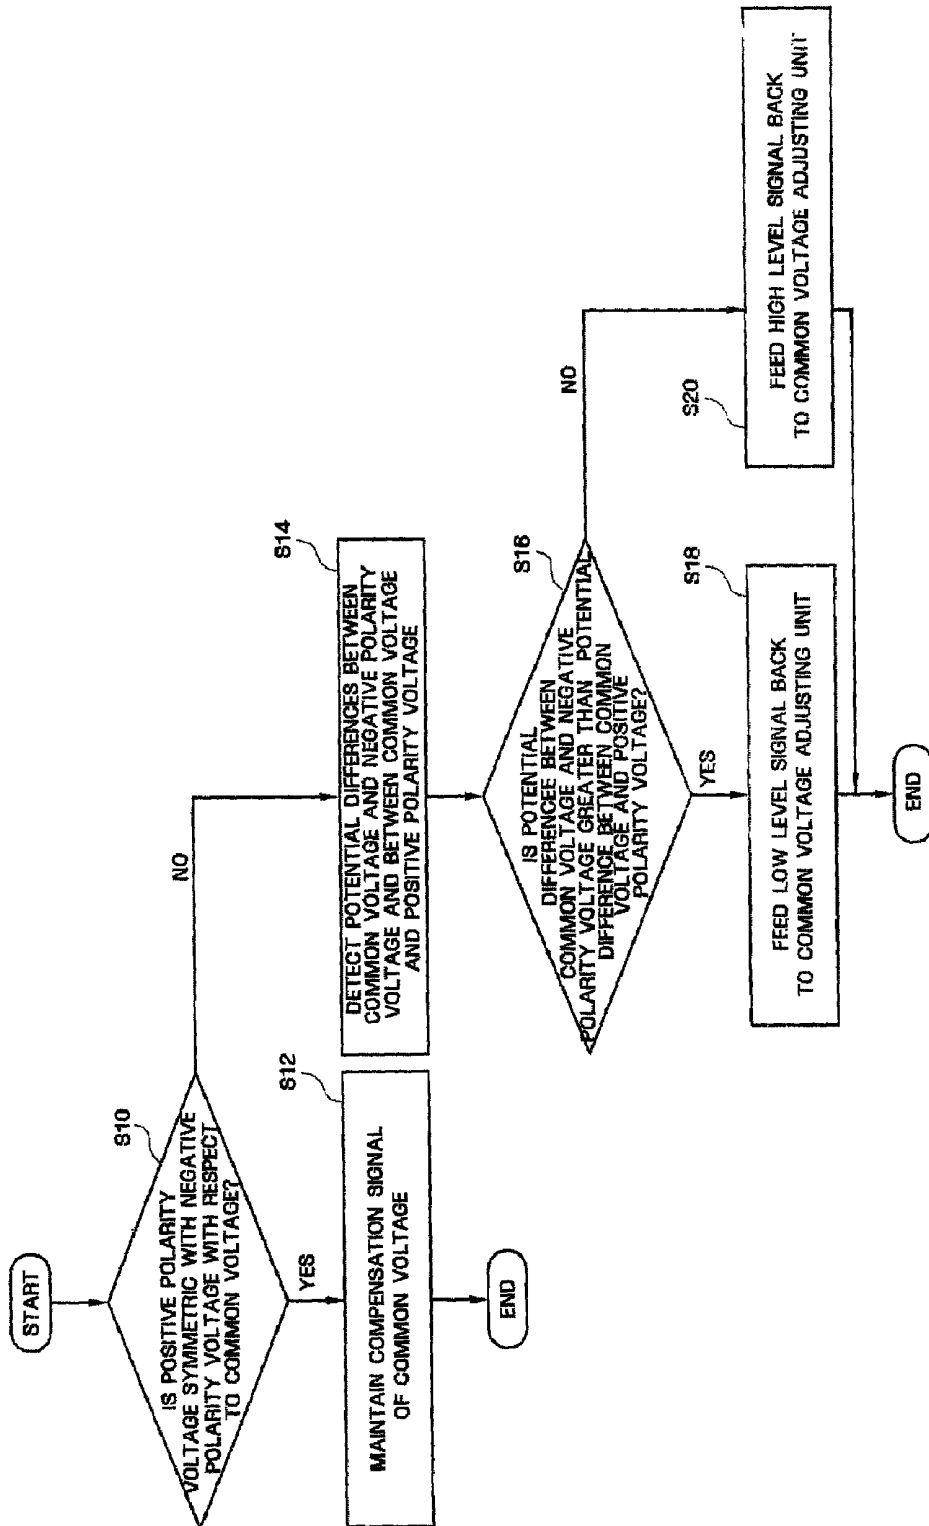 START
S10
IS POSITIVE POLARITY
VOLTAGE SYMMETRIC WITH NEGATIVE
POLARITY VOLTAGE WITH RESPECT
TO COMMON VOLTAGE?
YES
NO
S12
MAINTAIN COMPENSATION SIGNAL
OF COMMON VOLTAGE
END
S14
DETECT POTENTIAL DIFFERENCES BETWEEN
COMMON VOLTAGE AND NEGATIVE POLARITY
VOLTAGE AND BETWEEN COMMON VOLTAGE
AND POSITIVE POLARITY VOLTAGE
S16
IS POTENTIAL
DIFFERENCEE BETWEEN
COMMON VOLTAGE AND NEGATIVE
POLARITY VOLTAGE GREATER THAN POTENTIAL
DIFFERENCE BETWEEN COMMON
VOLTAGE AND POSITIVE
POLARITY VOLTAGE?
YES
NO
S18
FEED LOW LEVEL SIGNAL BACK
TO COMMON VOLTAGE ADJUSTING UNIT
S20
FEED HIGH LEVEL SIGNAL BACK
TO COMMON VOLTAGE ADJUSTING UNIT
END